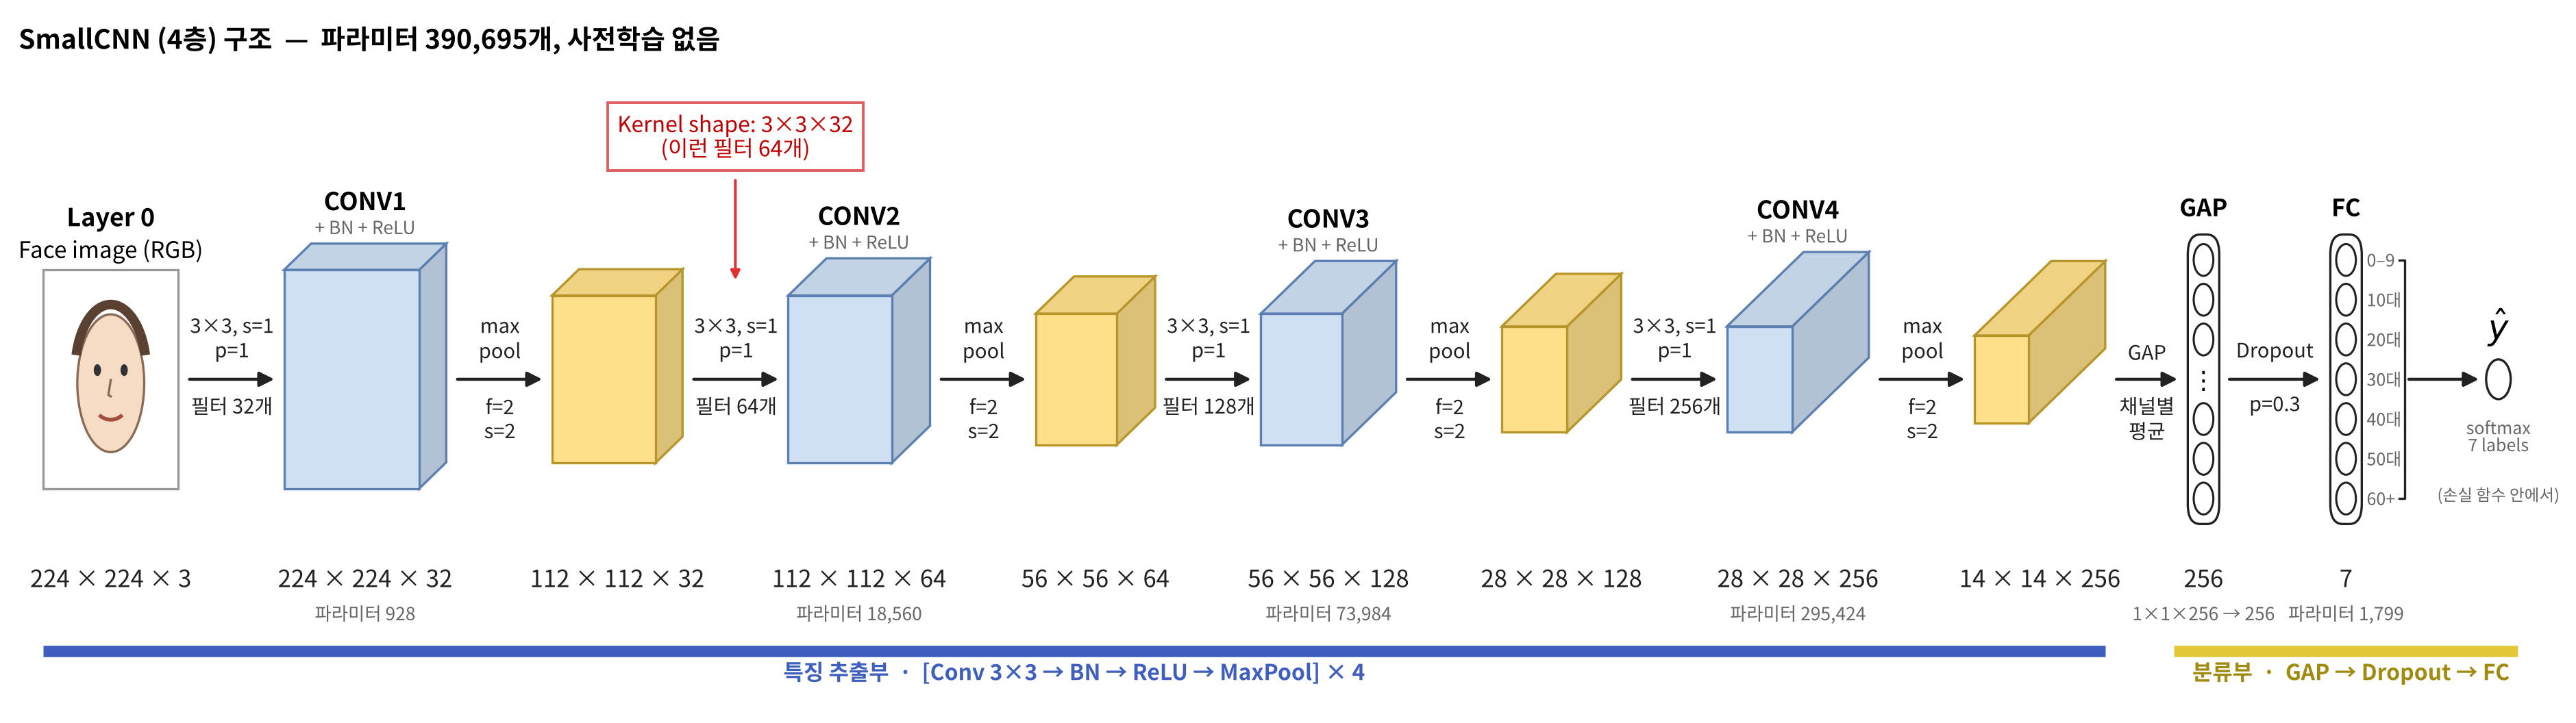 SmallCNN (4층) 구조 — 파라미터 390,695개, 사전학습 없음
Kernel shape: 3×3×32
(이런 필터 64개)
Layer 0
Face image (RGB)
3×3, s=1
p=1
필터 32개
CONV1
+ BN + ReLU
max
pool
f=2
s=2
3×3, s=1
p=1
필터 64개
CONV2
+ BN + ReLU
max
pool
f=2
s=2
3×3, s=1
p=1
필터 128개
CONV3
+ BN + ReLU
max
pool
f=2
s=2
3×3, s=1
p=1
필터 256개
CONV4
+ BN + ReLU
max
pool
f=2
s=2
GAP
채널별
평균
GAP
⋮
Dropout
p=0.3
FC
0–9
10대
20대
30대
40대
50대
60+
ŷ
softmax
7 labels
(손실 함수 안에서)
224 × 224 × 3
224 × 224 × 32
112 × 112 × 32
112 × 112 × 64
56 × 56 × 64
56 × 56 × 128
28 × 28 × 128
28 × 28 × 256
14 × 14 × 256
256
7
파라미터 928
파라미터 18,560
파라미터 73,984
파라미터 295,424
1×1×256 → 256
파라미터 1,799
특징 추출부 · [Conv 3×3 → BN → ReLU → MaxPool] × 4
분류부 · GAP → Dropout → FC